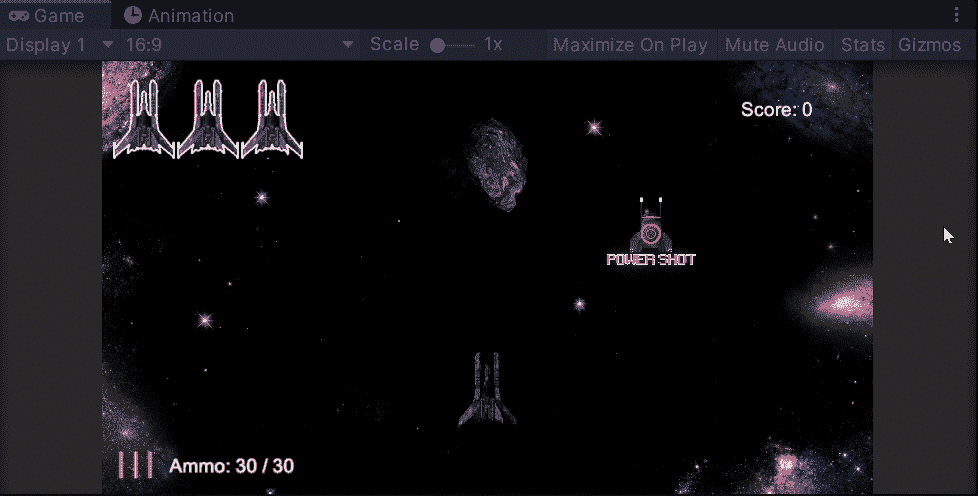 Game
Animation
Display 1
16:9
Scale
1x
Maximize On Play
Mute Audio
Stats
Gizmos
Score: 0
POWER SHOT
Ammo: 30 / 30